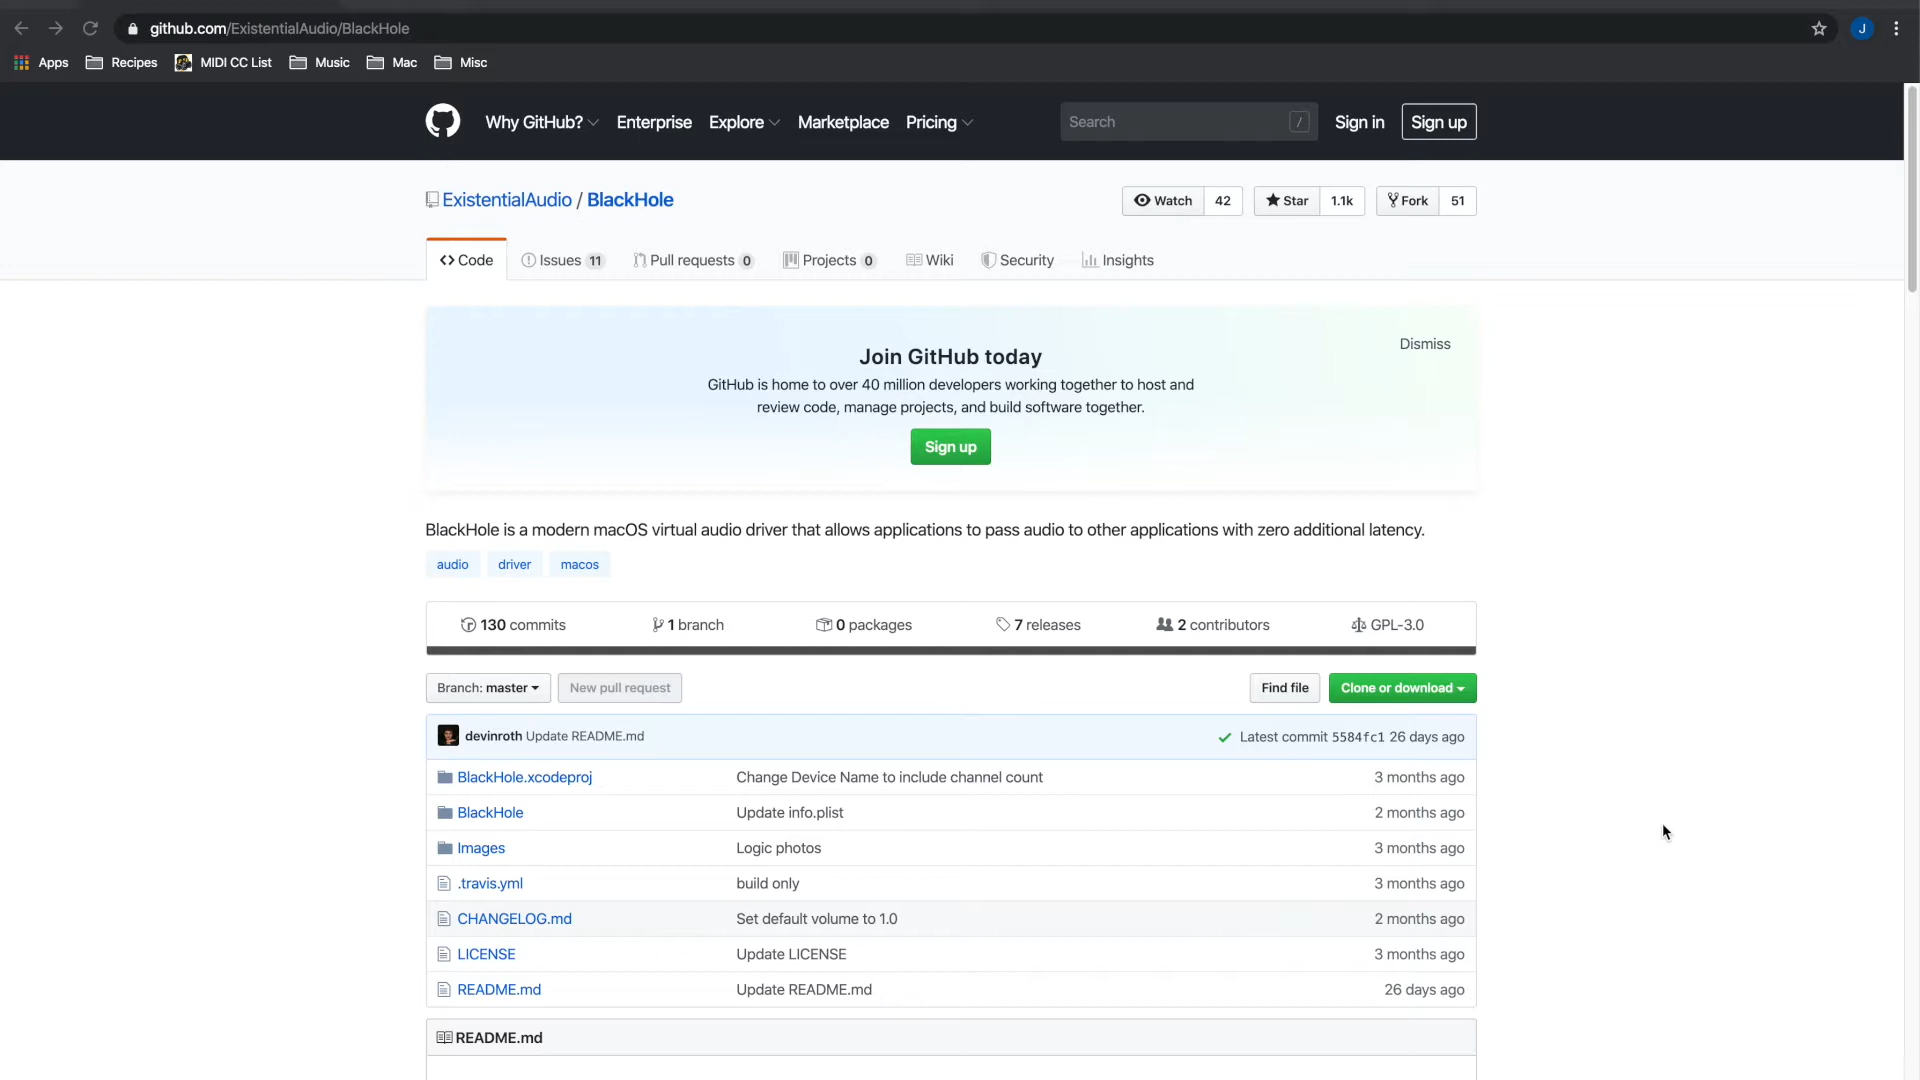 github.com/ExistentialAudio/BlackHole
J
Apps Recipes MIDI CC List Music Mac Misc
Why GitHub? Enterprise Explore Marketplace Pricing Search / Sign in Sign up
ExistentialAudio / BlackHole Watch 42 Star 1.1k Fork 51
Code Issues 11 Pull requests 0 Projects 0 Wiki Security Insights
Dismiss
Join GitHub today
GitHub is home to over 40 million developers working together to host and
review code, manage projects, and build software together.
Sign up
BlackHole is a modern macOS virtual audio driver that allows applications to pass audio to other applications with zero additional latency.
audio driver macos
130 commits 1 branch 0 packages 7 releases 2 contributors GPL-3.0
Branch: master New pull request Find file Clone or download
devinroth Update README.md Latest commit 5584fc1 26 days ago
BlackHole.xcodeproj Change Device Name to include channel count 3 months ago
BlackHole Update info.plist 2 months ago
Images Logic photos 3 months ago
.travis.yml build only 3 months ago
CHANGELOG.md Set default volume to 1.0 2 months ago
LICENSE Update LICENSE 3 months ago
README.md Update README.md 26 days ago
README.md